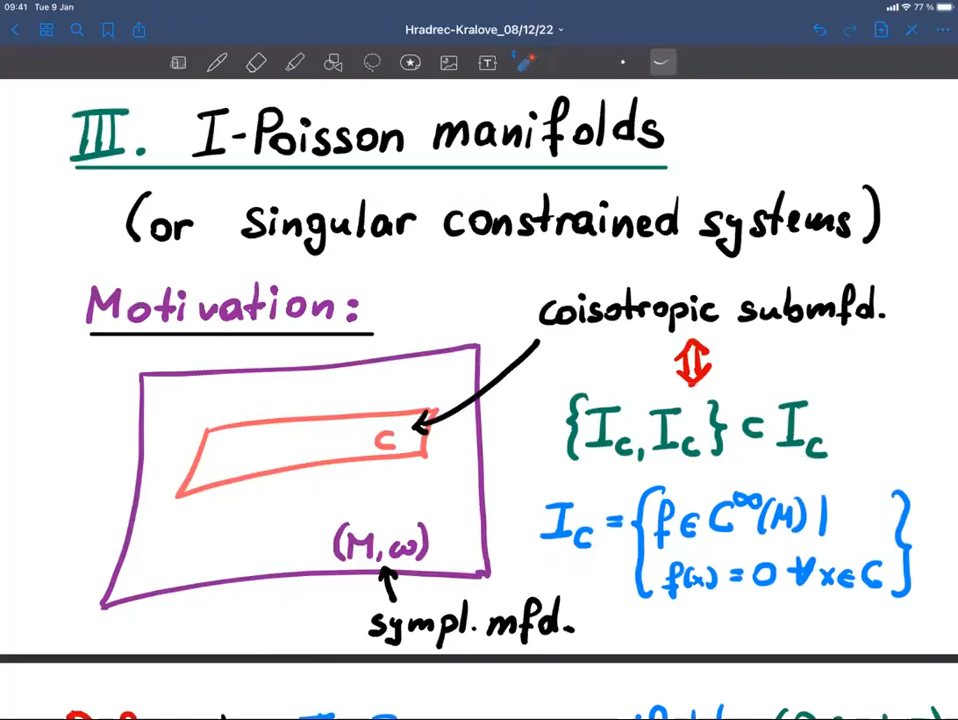 09:41 Tue 9 Jan
77 %
Hradrec-Kralove_08/12/22
III. I-Poisson manifolds
(or singular constrained systems)
Motivation:
coisotropic submfd.
⇕
C
{I_C, I_C} ⊂ I_C
(M, ω)
I_C = {f ∈ C^∞(M) |
f(x) = 0 ∀ x ∈ C}
sympl. mfd.